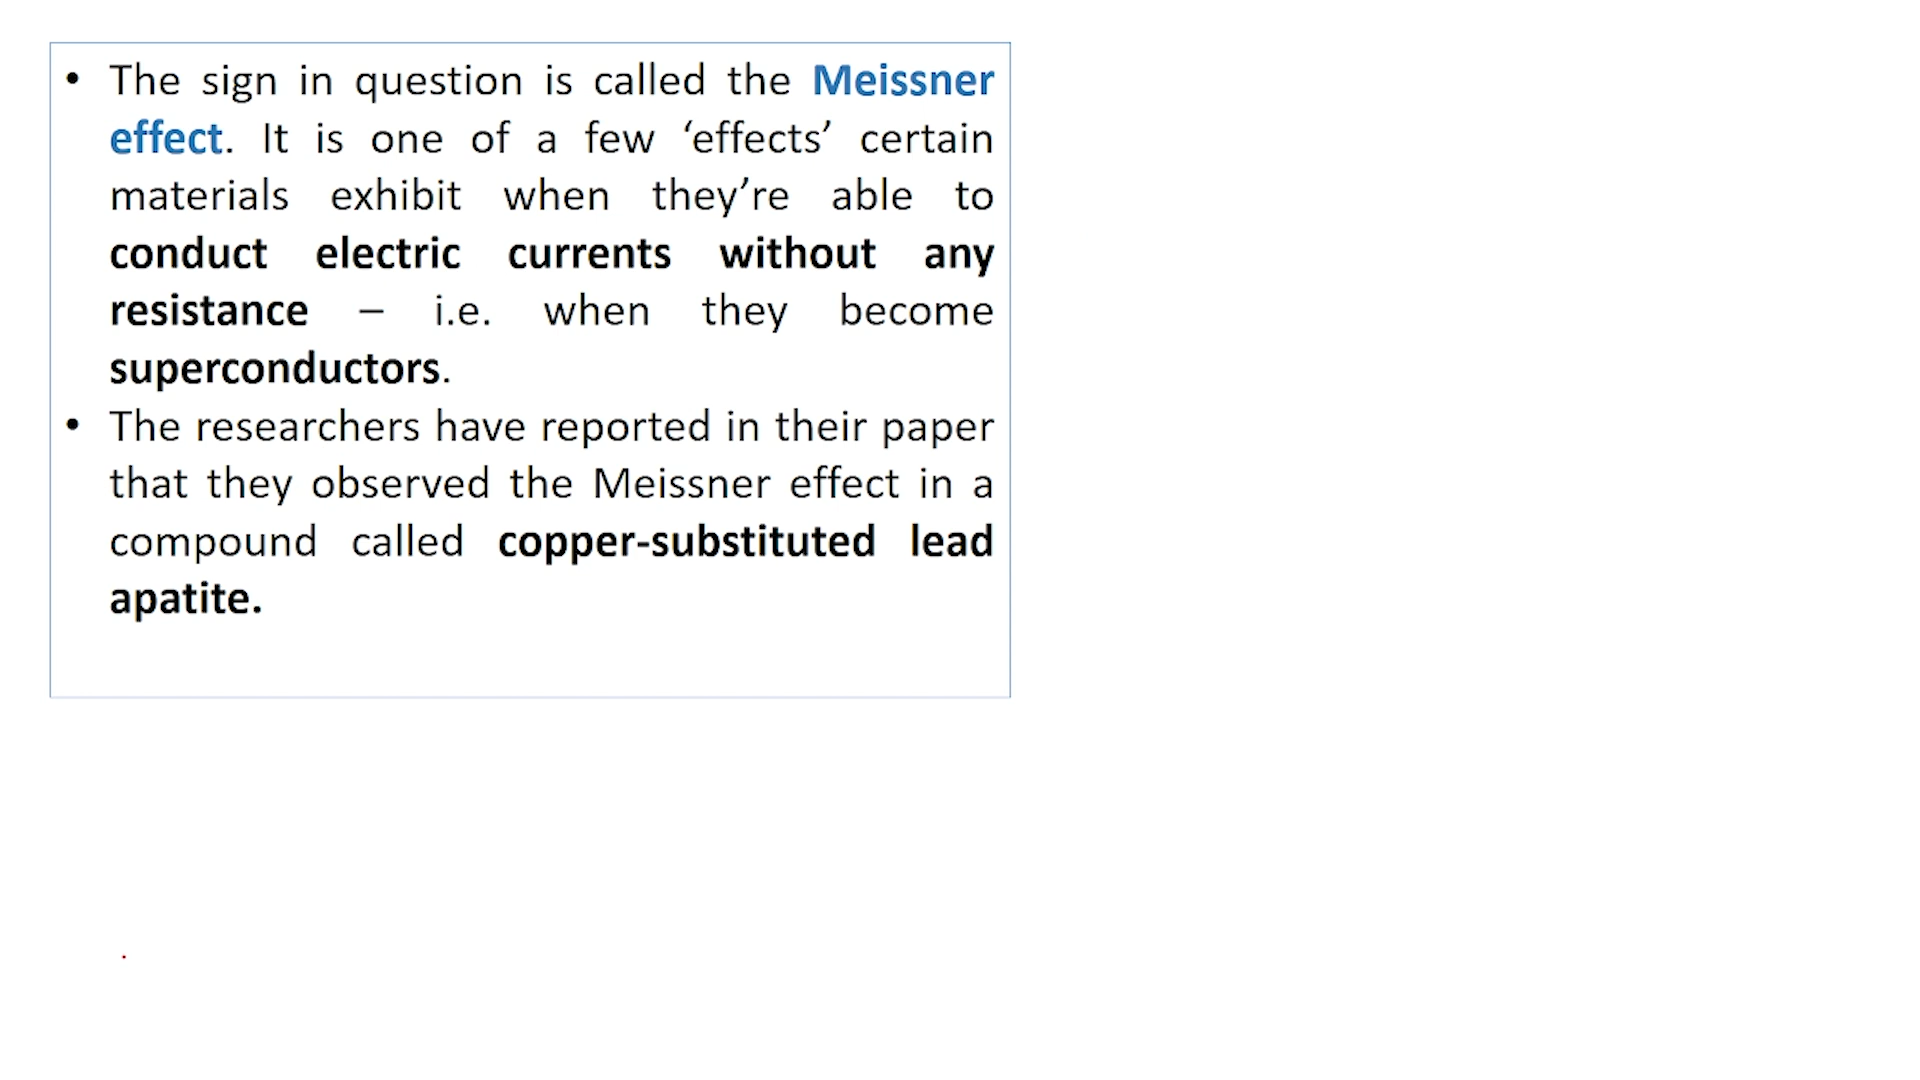 • The sign in question is called the Meissner
effect. It is one of a few ‘effects’ certain
materials exhibit when they’re able to
conduct electric currents without any
resistance – i.e. when they become
superconductors.
• The researchers have reported in their paper
that they observed the Meissner effect in a
compound called copper-substituted lead
apatite.